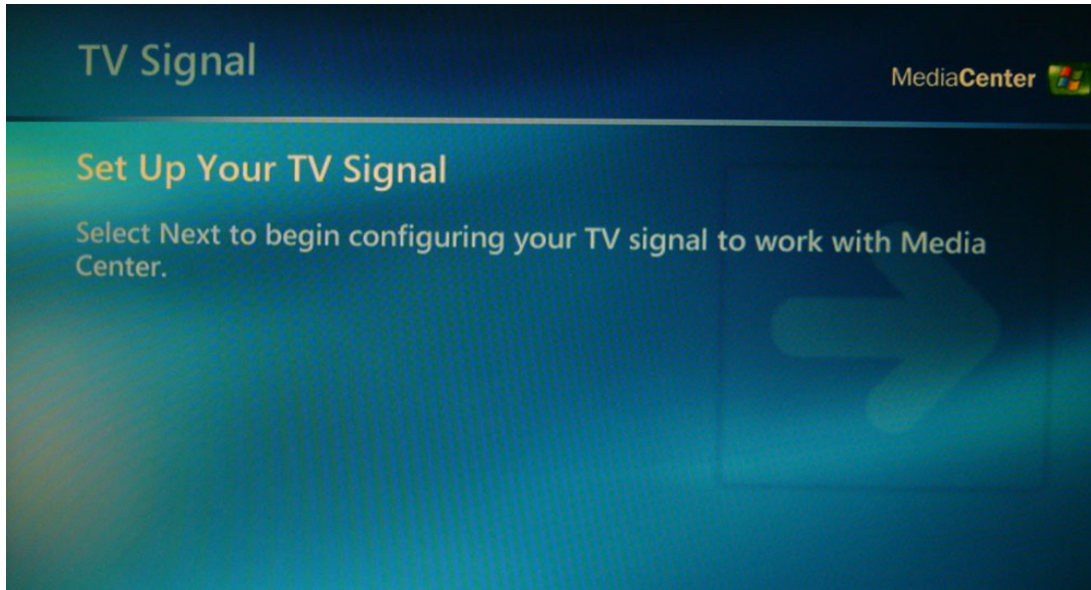 TV Signal
MediaCenter
Set Up Your TV Signal
Select Next to begin configuring your TV signal to work with Media
Center.